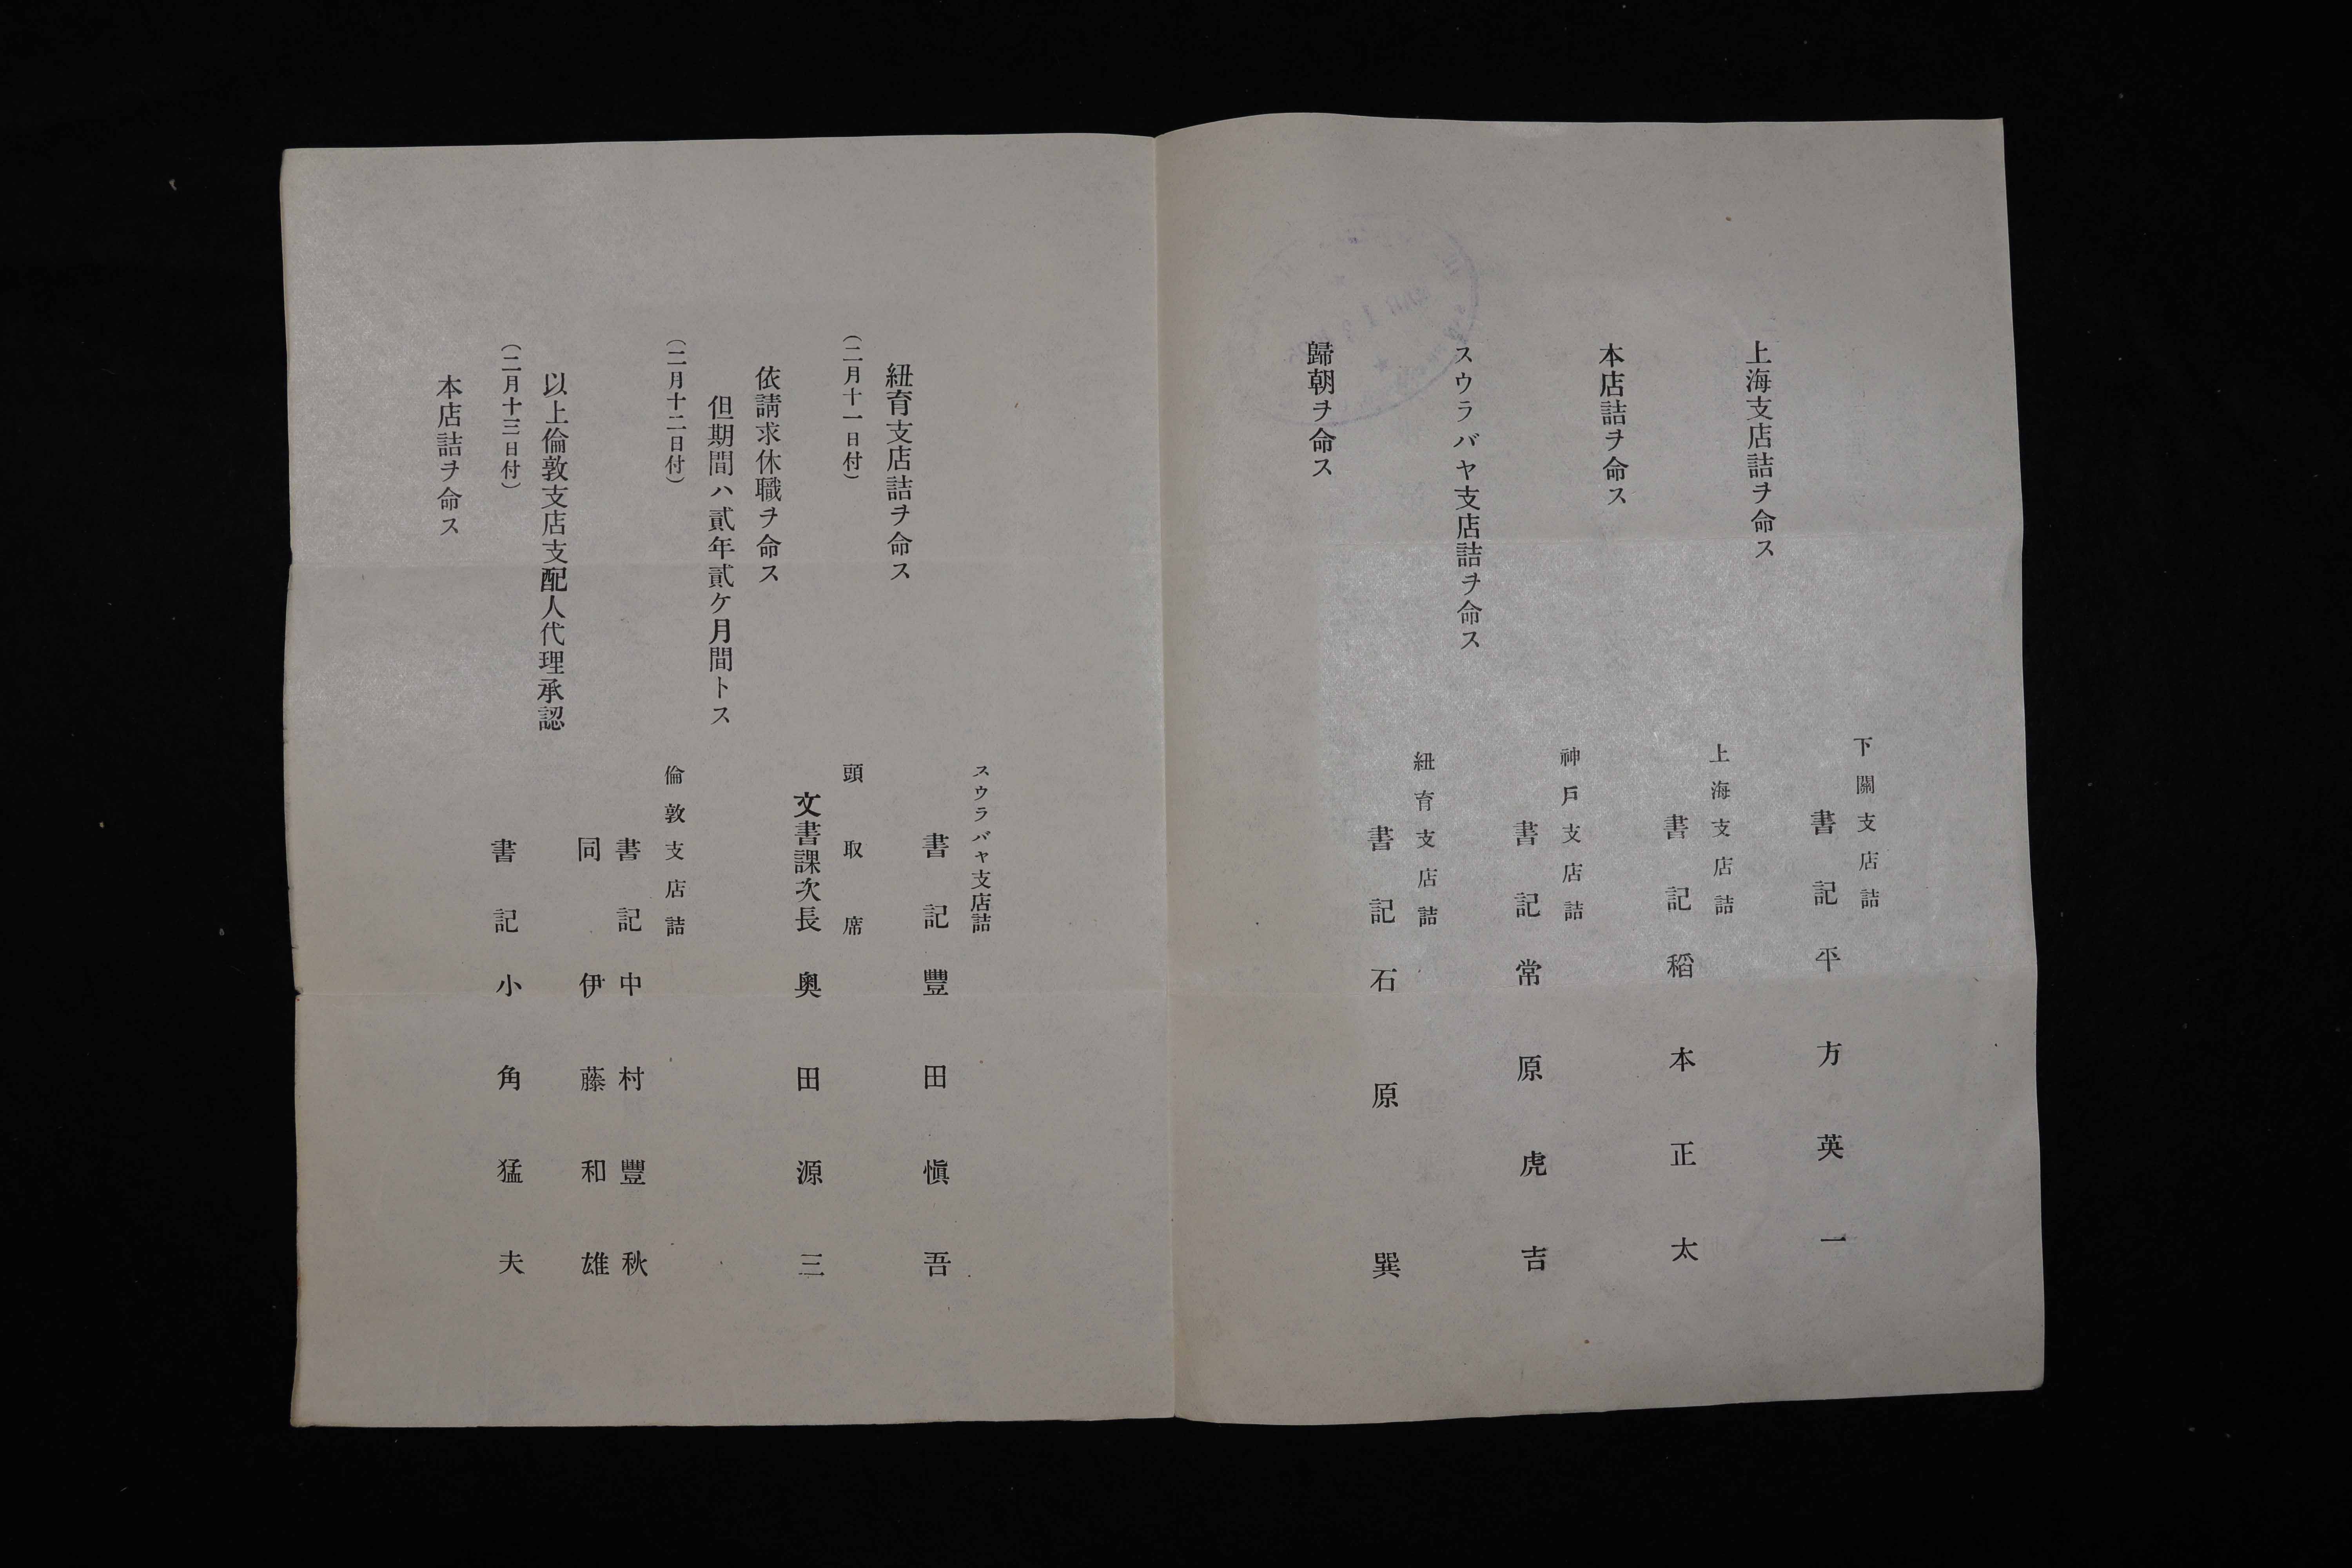 下關支店詰
書記 平方英一
上海支店詰ヲ命ス
上海支店詰
書記 稻本正太
本店詰ヲ命ス
神戶支店詰
書記 常原虎吉
スウラバヤ支店詰ヲ命ス
紐育支店詰
書記 石原巽
歸朝ヲ命ス
スウラバヤ支店詰
書記 豐田愼吾
紐育支店詰ヲ命ス
(二月十一日付)
頭取席
文書課次長 奧田源三
依請求休職ヲ命ス
但期間ハ貳年貳ケ月間トス
(二月十二日付)
倫敦支店詰
書記 中村豐秋
同 伊藤和雄
以上倫敦支店支配人代理承認
(二月十三日付)
書記 小角猛夫
本店詰ヲ命ス